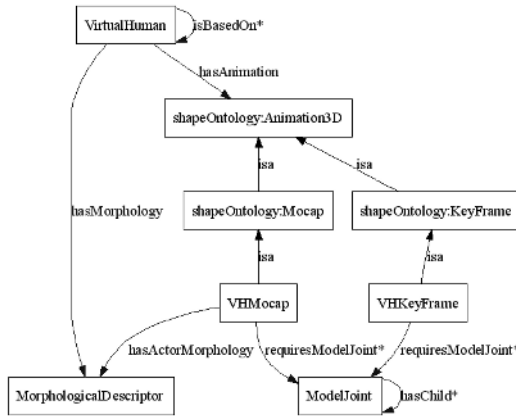 VirtualHuman
isBasedOn*
hasAnimation
shapeOntology:Animation3D
isa
isa
hasMorphology
shapeOntology:Mocap
shapeOntology:KeyFrame
isa
isa
VHMocap
VHKeyFrame
hasActorMorphology
requiresModelJoint*
requiresModelJoint*
MorphologicalDescriptor
ModelJoint
hasChild*